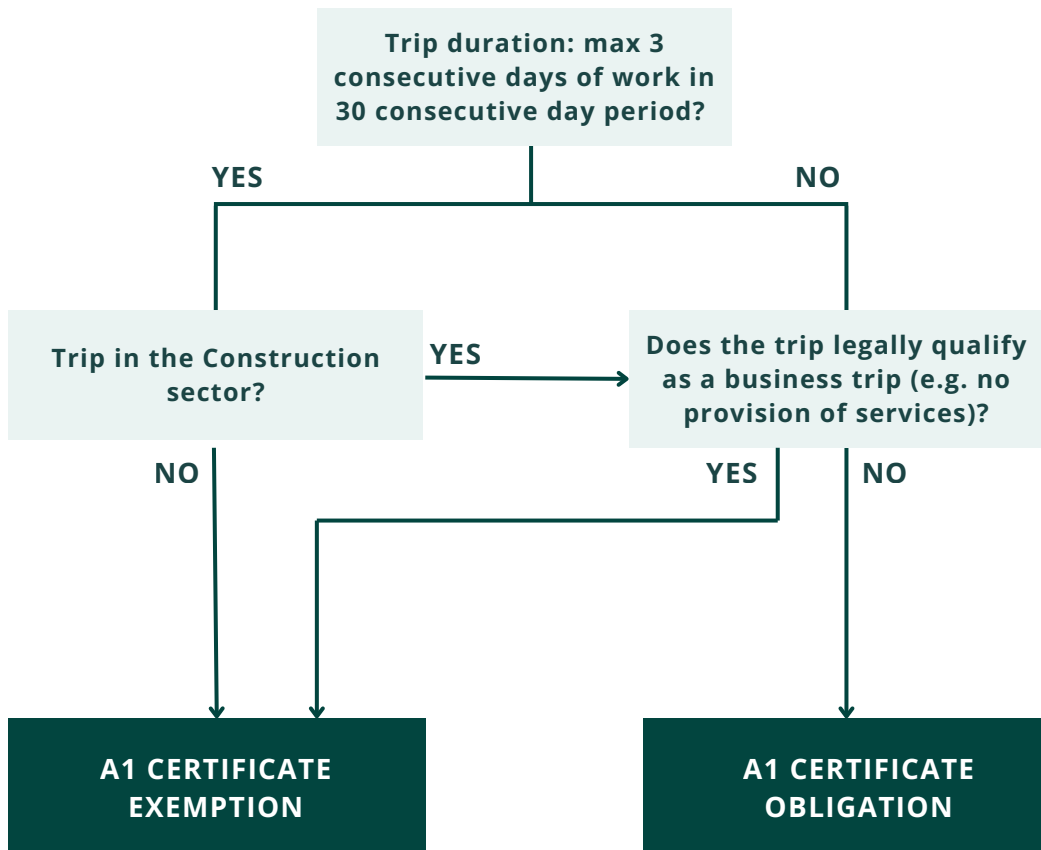 Trip duration: max 3
consecutive days of work in
30 consecutive day period?
YES
NO
Trip in the Construction
sector?
YES
Does the trip legally qualify
as a business trip (e.g. no
provision of services)?
NO
YES
NO
A1 CERTIFICATE
EXEMPTION
A1 CERTIFICATE
OBLIGATION